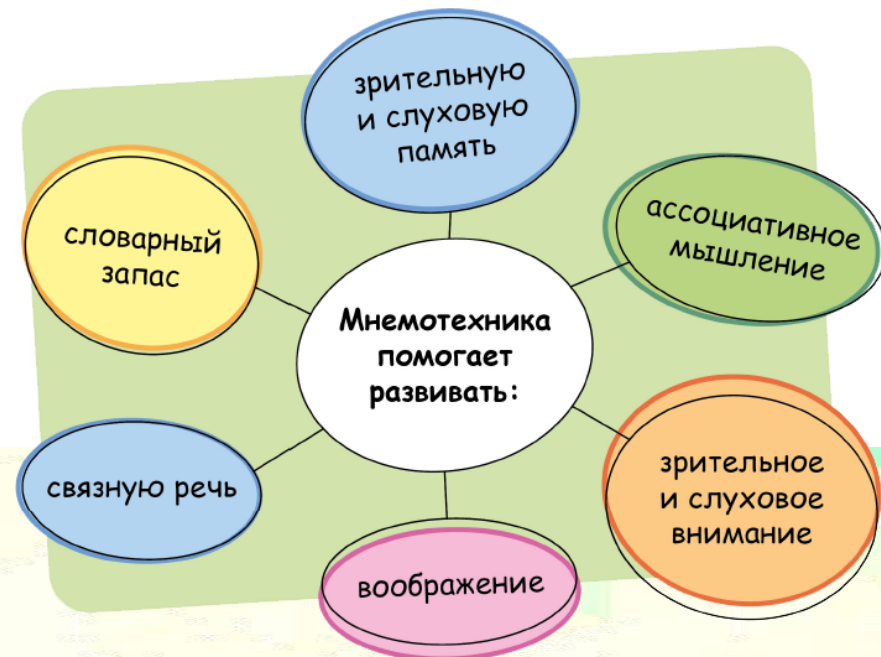 зрительную
и слуховую
память
ассоциативное
мышление
словарный
запас
Мнемотехника
помогает
развивать:
зрительное
и слуховое
внимание
связную речь
воображение